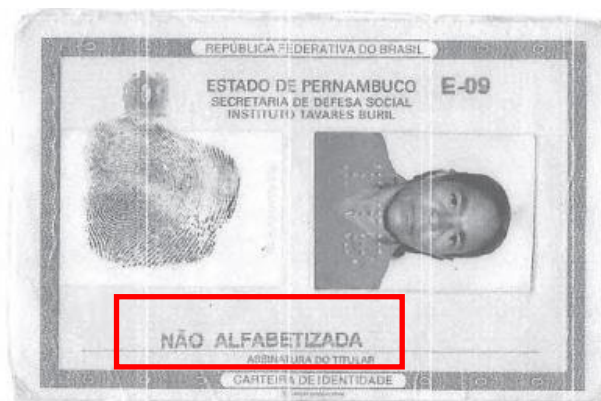 REPÚBLICA FEDERATIVA DO BRASIL
ESTADO DE PERNAMBUCO E-09
SECRETARIA DE DEFESA SOCIAL
INSTITUTO TAVARES BURIL
NÃO ALFABETIZADA
ASSINATURA DO TITULAR
CARTEIRA DE IDENTIDADE